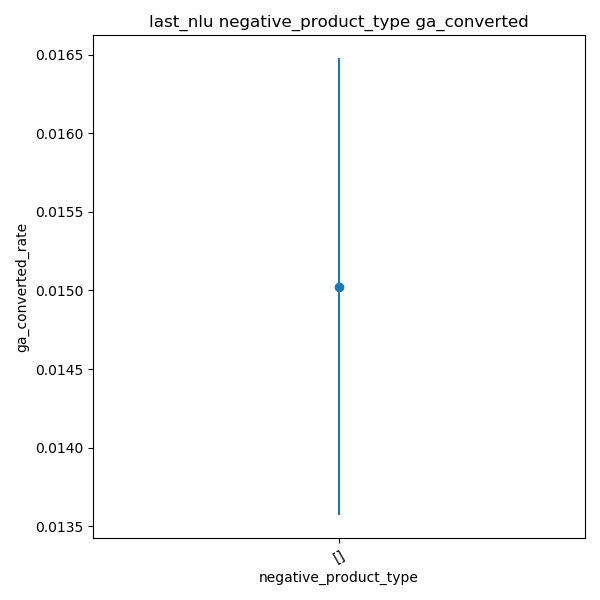 last_nlu negative_product_type ga_converted
0.0165
0.0160
0.0155
0.0150
0.0145
0.0140
0.0135
ga_converted_rate
[]
negative_product_type